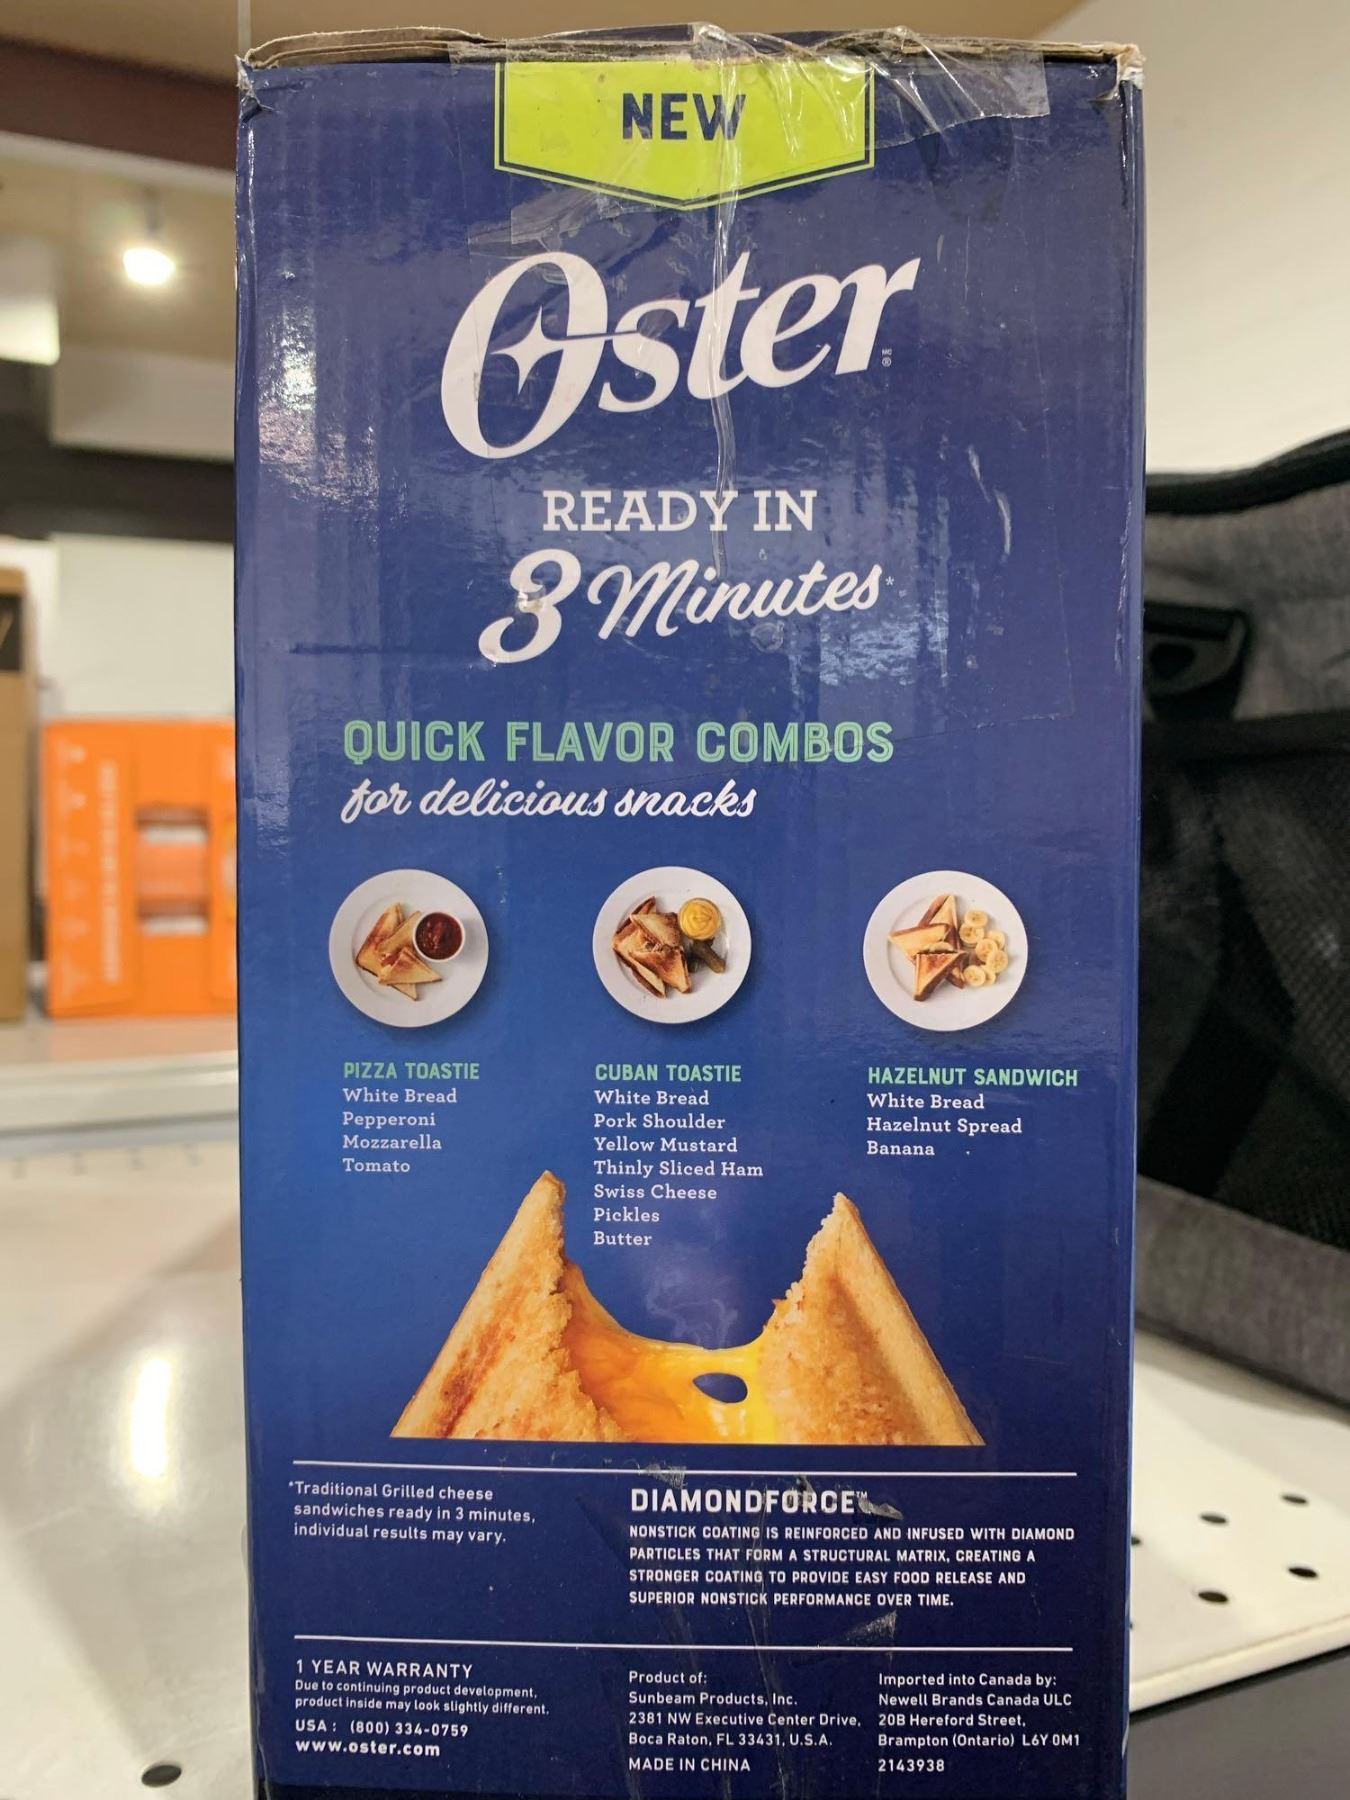 NEW
Oster
MC
®
READY IN
3 Minutes*
QUICK FLAVOR COMBOS
for delicious snacks
PIZZA TOASTIE
White Bread
Pepperoni
Mozzarella
Tomato
CUBAN TOASTIE
White Bread
Pork Shoulder
Yellow Mustard
Thinly Sliced Ham
Swiss Cheese
Pickles
Butter
HAZELNUT SANDWICH
White Bread
Hazelnut Spread
Banana
*Traditional Grilled cheese
sandwiches ready in 3 minutes,
individual results may vary.
DIAMONDFORCE™
NONSTICK COATING IS REINFORCED AND INFUSED WITH DIAMOND
PARTICLES THAT FORM A STRUCTURAL MATRIX, CREATING A
STRONGER COATING TO PROVIDE EASY FOOD RELEASE AND
SUPERIOR NONSTICK PERFORMANCE OVER TIME.
1 YEAR WARRANTY
Due to continuing product development,
product inside may look slightly different.
USA : (800) 334-0759
www.oster.com
Product of:
Sunbeam Products, Inc.
2381 NW Executive Center Drive,
Boca Raton, FL 33431, U.S.A.
MADE IN CHINA
Imported into Canada by:
Newell Brands Canada ULC
20B Hereford Street,
Brampton (Ontario) L6Y 0M1
2143938